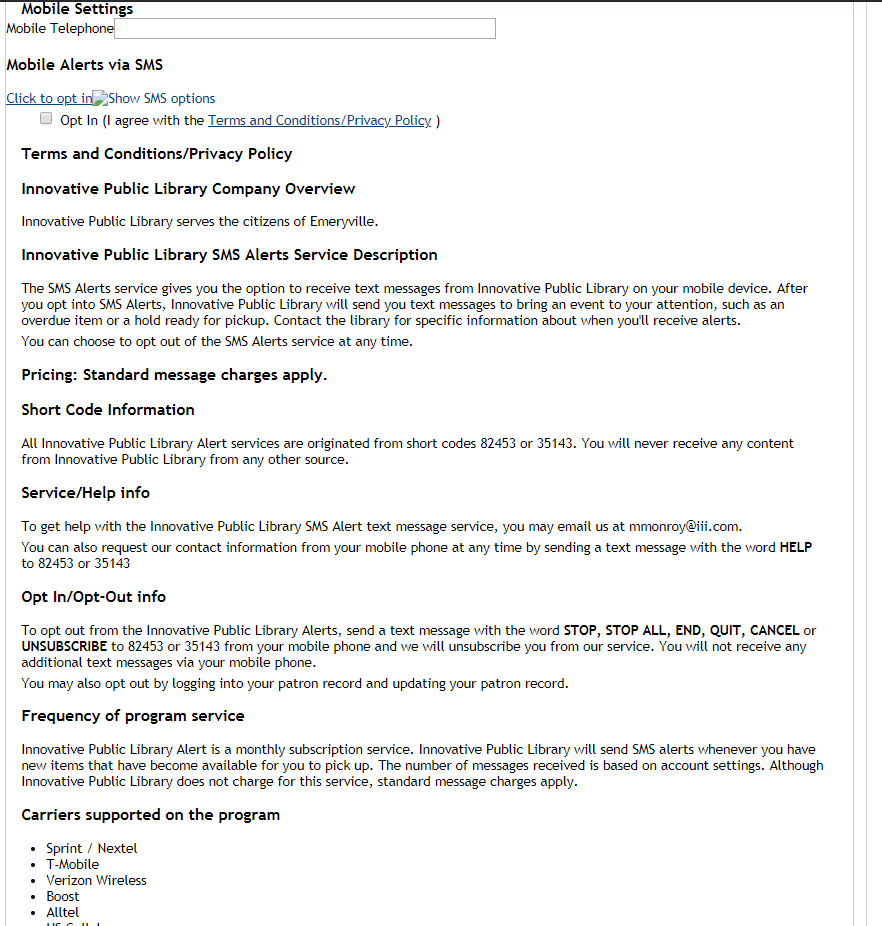 Mobile Settings
Mobile Telephone
Mobile Alerts via SMS
Click to opt in Show SMS options
Opt In (I agree with the Terms and Conditions/Privacy Policy )
Terms and Conditions/Privacy Policy
Innovative Public Library Company Overview
Innovative Public Library serves the citizens of Emeryville.
Innovative Public Library SMS Alerts Service Description
The SMS Alerts service gives you the option to receive text messages from Innovative Public Library on your mobile device. After
you opt into SMS Alerts, Innovative Public Library will send you text messages to bring an event to your attention, such as an
overdue item or a hold ready for pickup. Contact the library for specific information about when you'll receive alerts.
You can choose to opt out of the SMS Alerts service at any time.
Pricing: Standard message charges apply.
Short Code Information
All Innovative Public Library Alert services are originated from short codes 82453 or 35143. You will never receive any content
from Innovative Public Library from any other source.
Service/Help info
To get help with the Innovative Public Library SMS Alert text message service, you may email us at mmonroy@iii.com.
You can also request our contact information from your mobile phone at any time by sending a text message with the word HELP
to 82453 or 35143
Opt In/Opt-Out info
To opt out from the Innovative Public Library Alerts, send a text message with the word STOP, STOP ALL, END, QUIT, CANCEL or
UNSUBSCRIBE to 82453 or 35143 from your mobile phone and we will unsubscribe you from our service. You will not receive any
additional text messages via your mobile phone.
You may also opt out by logging into your patron record and updating your patron record.
Frequency of program service
Innovative Public Library Alert is a monthly subscription service. Innovative Public Library will send SMS alerts whenever you have
new items that have become available for you to pick up. The number of messages received is based on account settings. Although
Innovative Public Library does not charge for this service, standard message charges apply.
Carriers supported on the program
Sprint / Nextel
T-Mobile
Verizon Wireless
Boost
Alltel